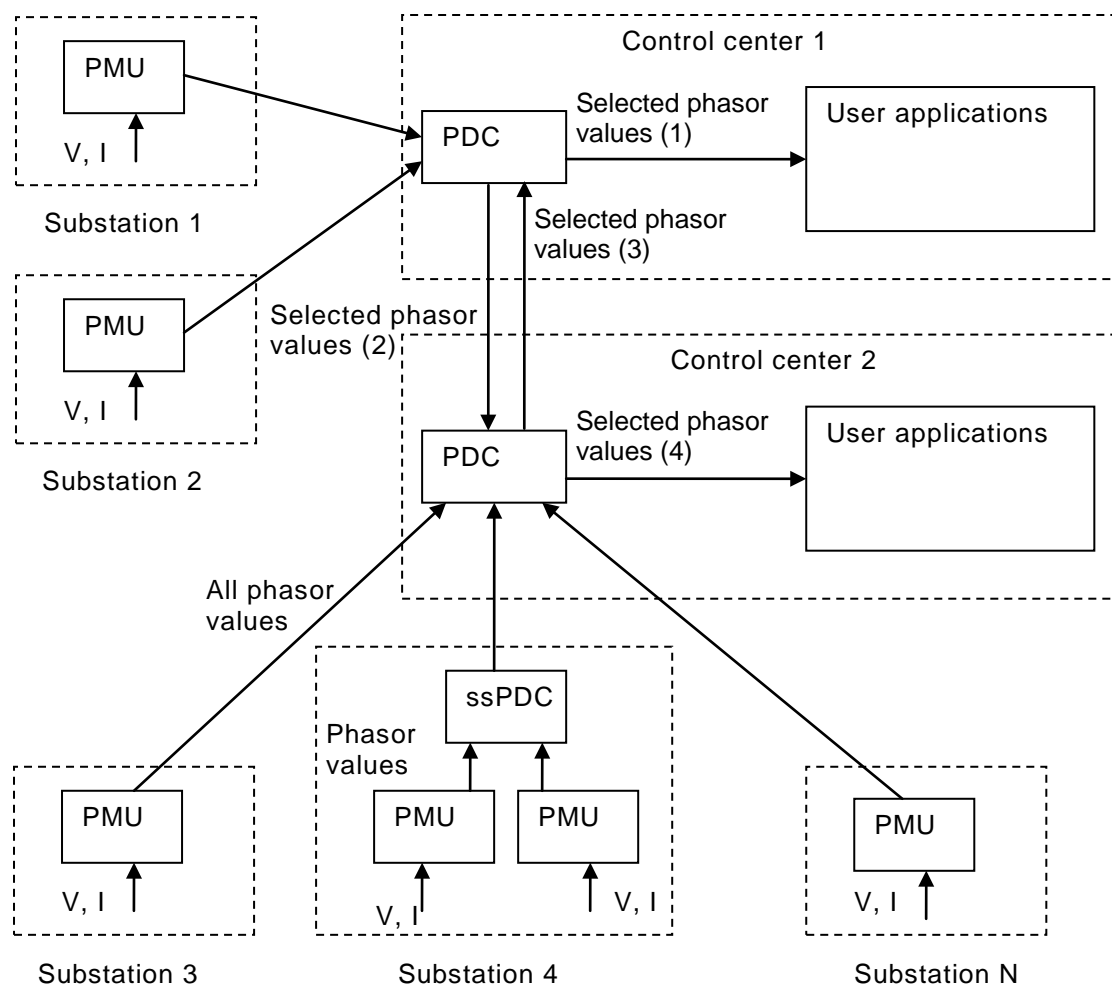 Control center 1
PMU
V, I
Substation 1
PDC
Selected phasor
values (1)
User applications
Selected phasor
values (3)
PMU
V, I
Substation 2
Selected phasor
values (2)
Control center 2
PDC
Selected phasor
values (4)
User applications
All phasor
values
ssPDC
Phasor
values
PMU
V, I
Substation 3
PMU
V, I
PMU
V, I
Substation 4
PMU
V, I
Substation N